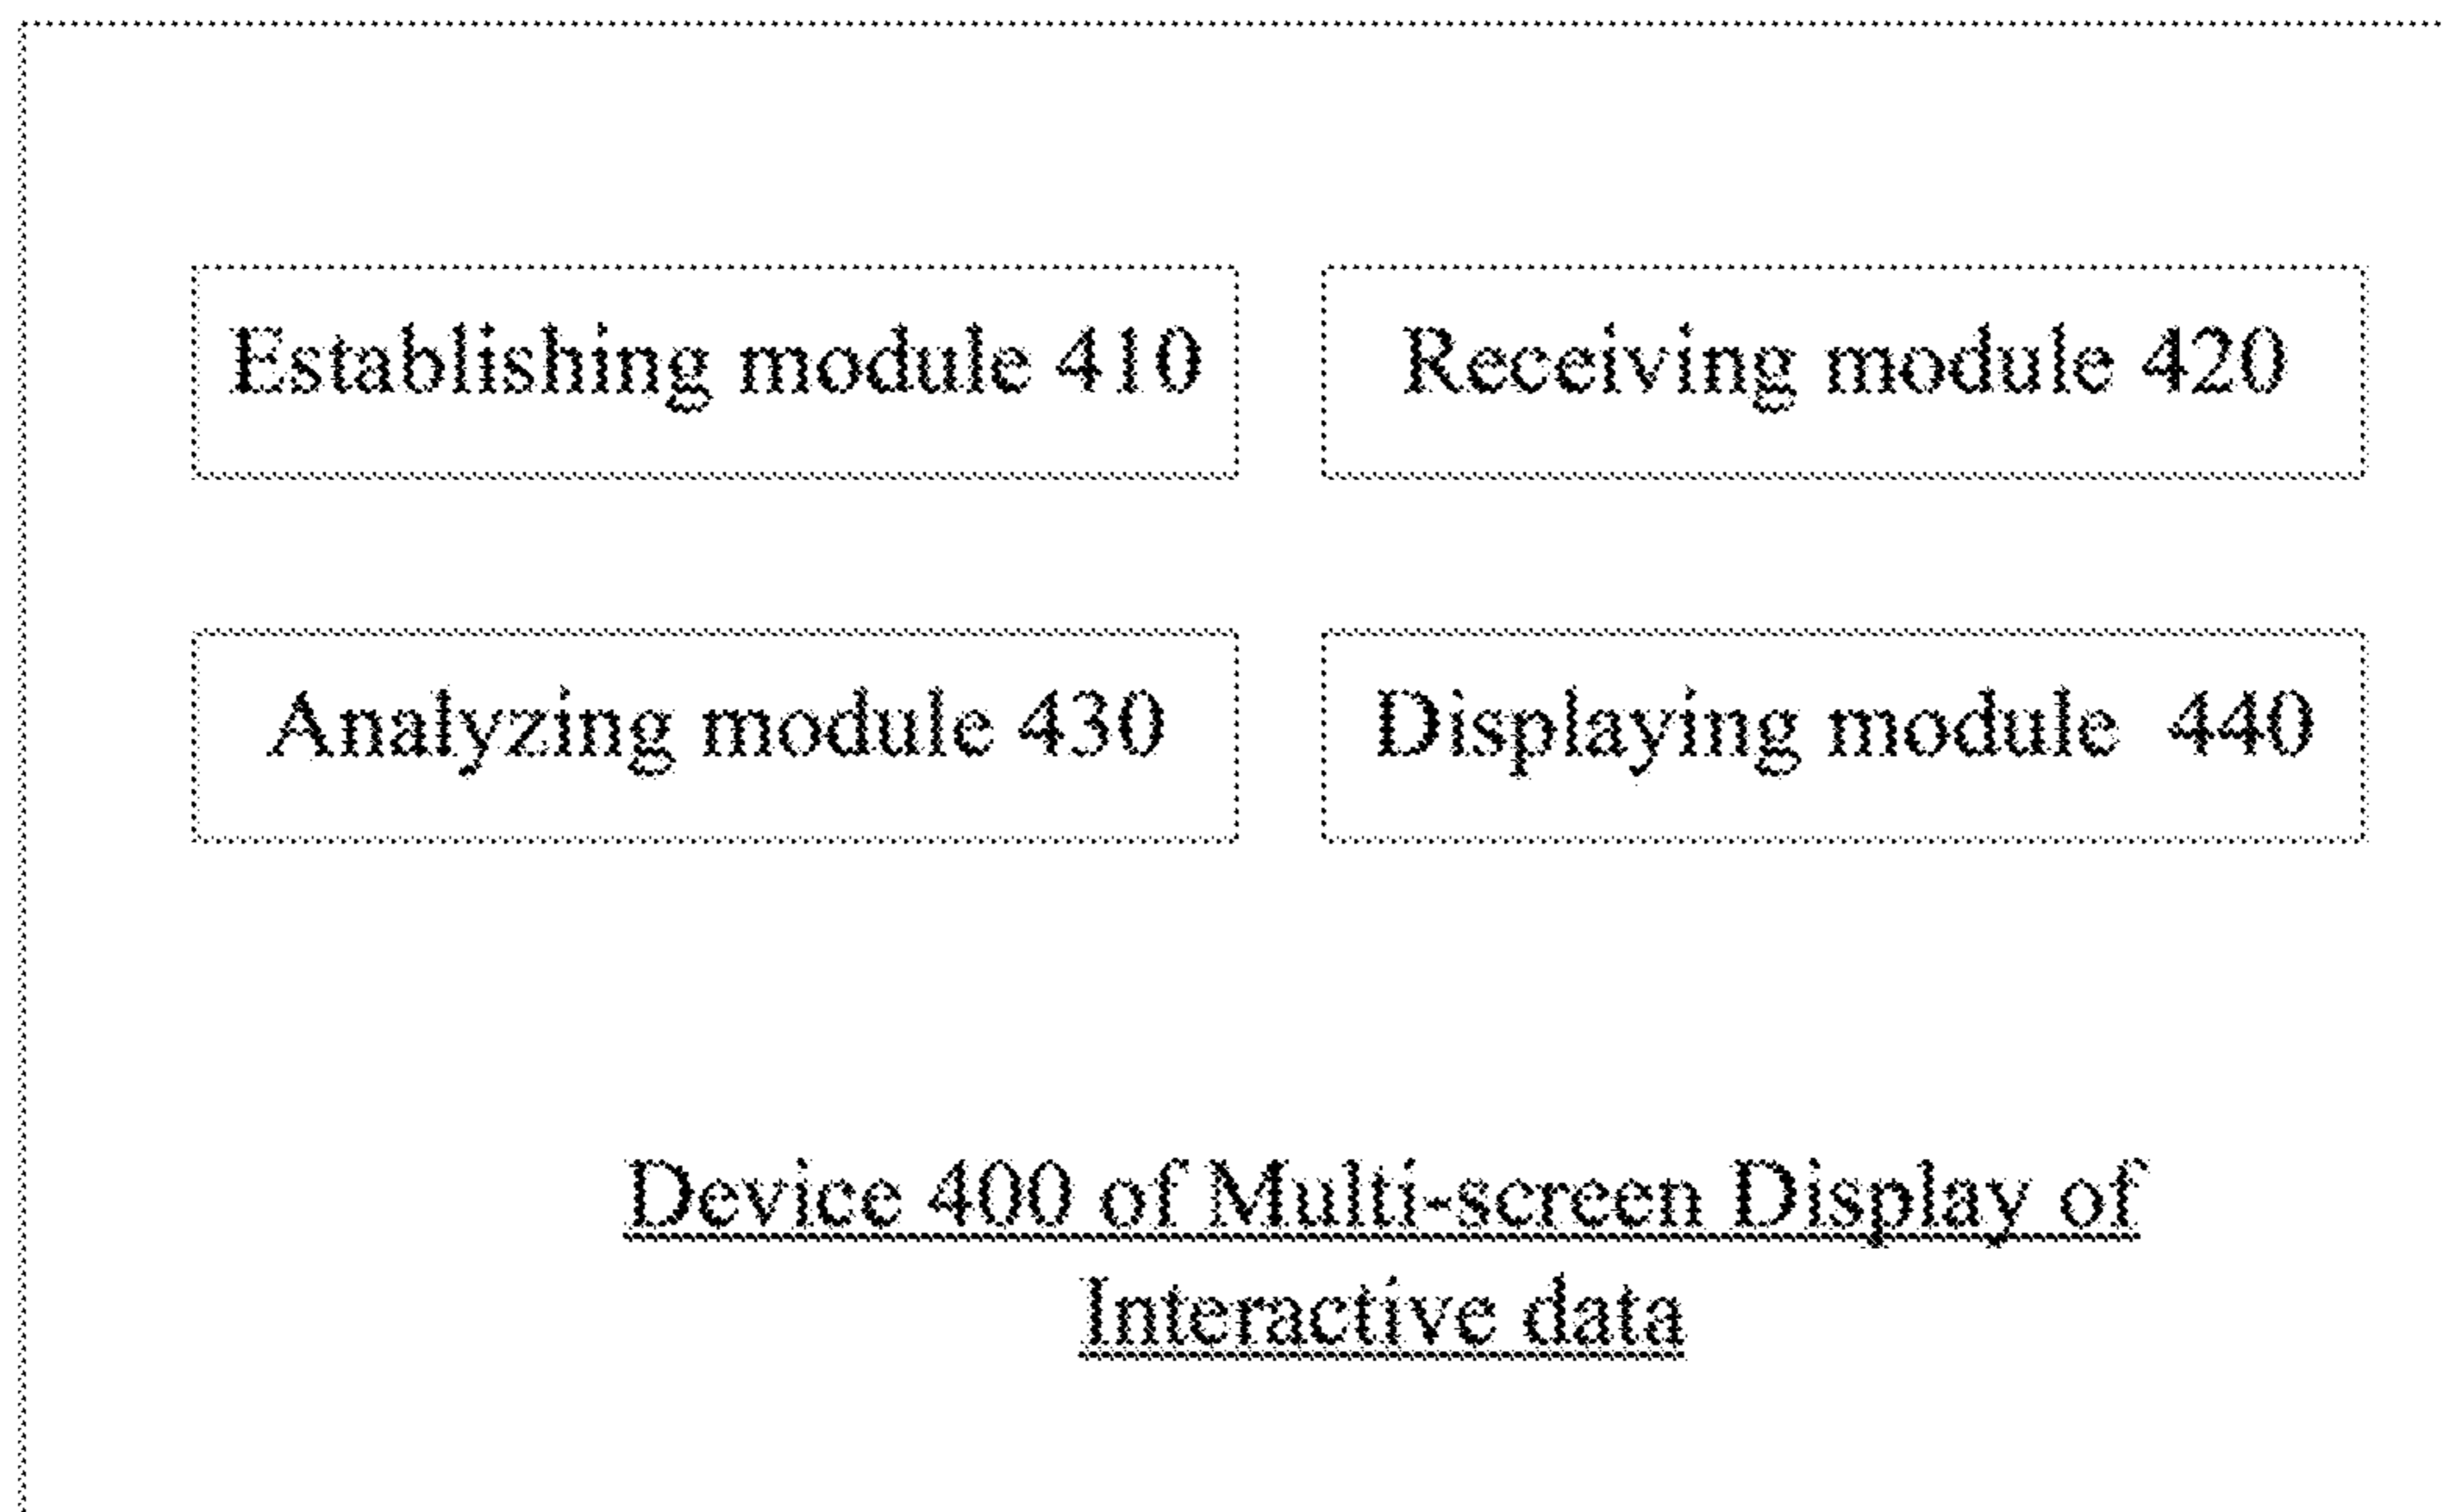 Establishing module 410
Receiving module 420
Analyzing module 430
Displaying module  440
Device 400 of Multi-screen Display of
Interactive data